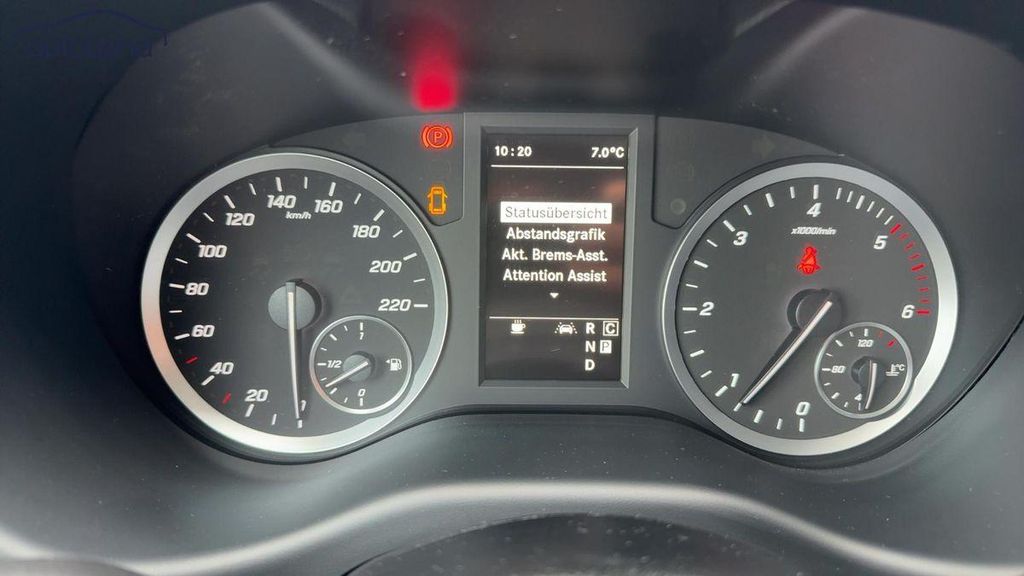 10:20 7.0°C
Statusübersicht
Abstandsgrafik
Akt. Brems-Asst.
Attention Assist
R C
N P
D
km/h
20
40
60
80
100
120
140
160
180
200
220
1
1/2
0
x1000/min
0
1
2
3
4
5
6
120
80
°C
P